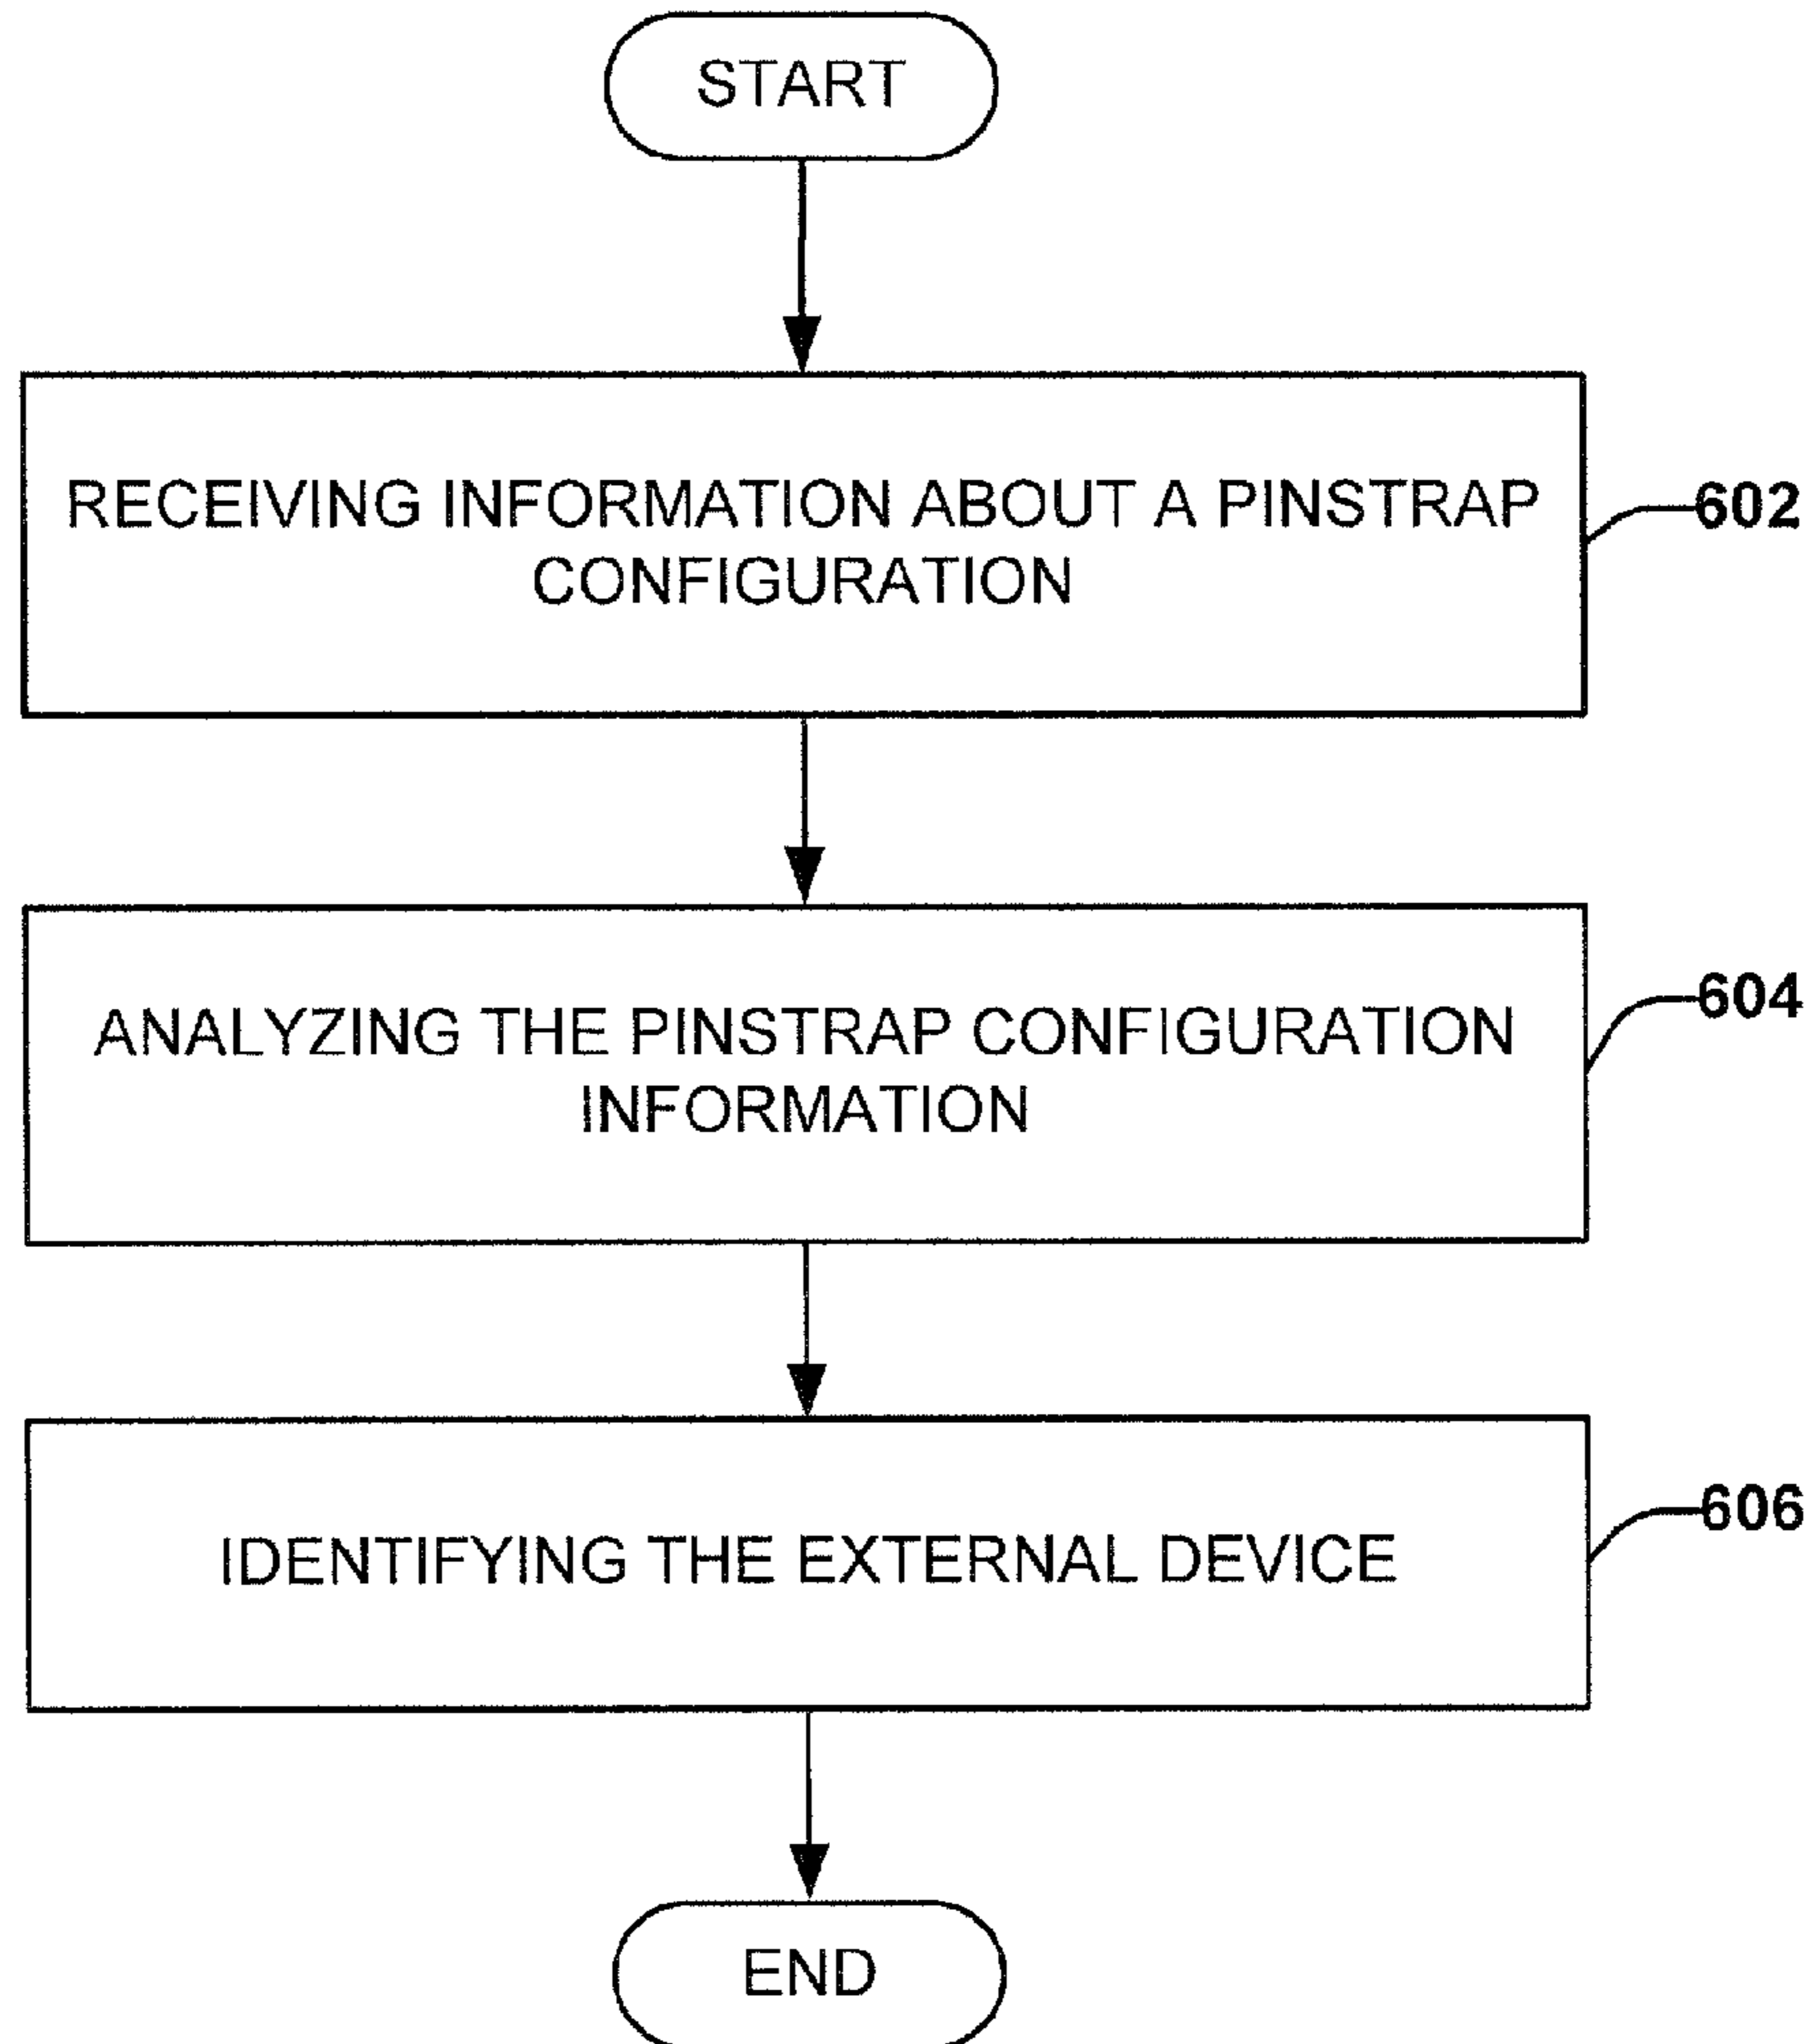 START
RECEIVING INFORMATION ABOUT A PINSTRAP
CONFIGURATION
602
ANALYZING THE PINSTRAP CONFIGURATION
INFORMATION
604
IDENTIFYING THE EXTERNAL DEVICE
606
END